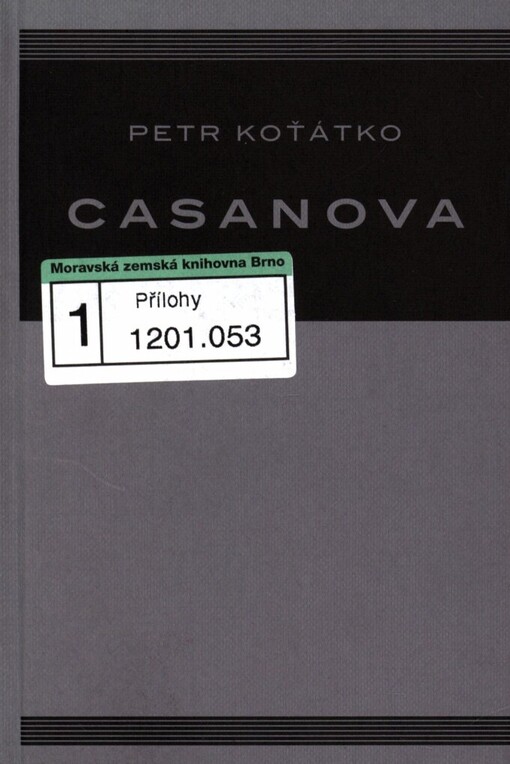 PETR KOŤÁTKO
CASANOVA
Moravská zemská knihovna Brno
1
Přílohy
1201.053